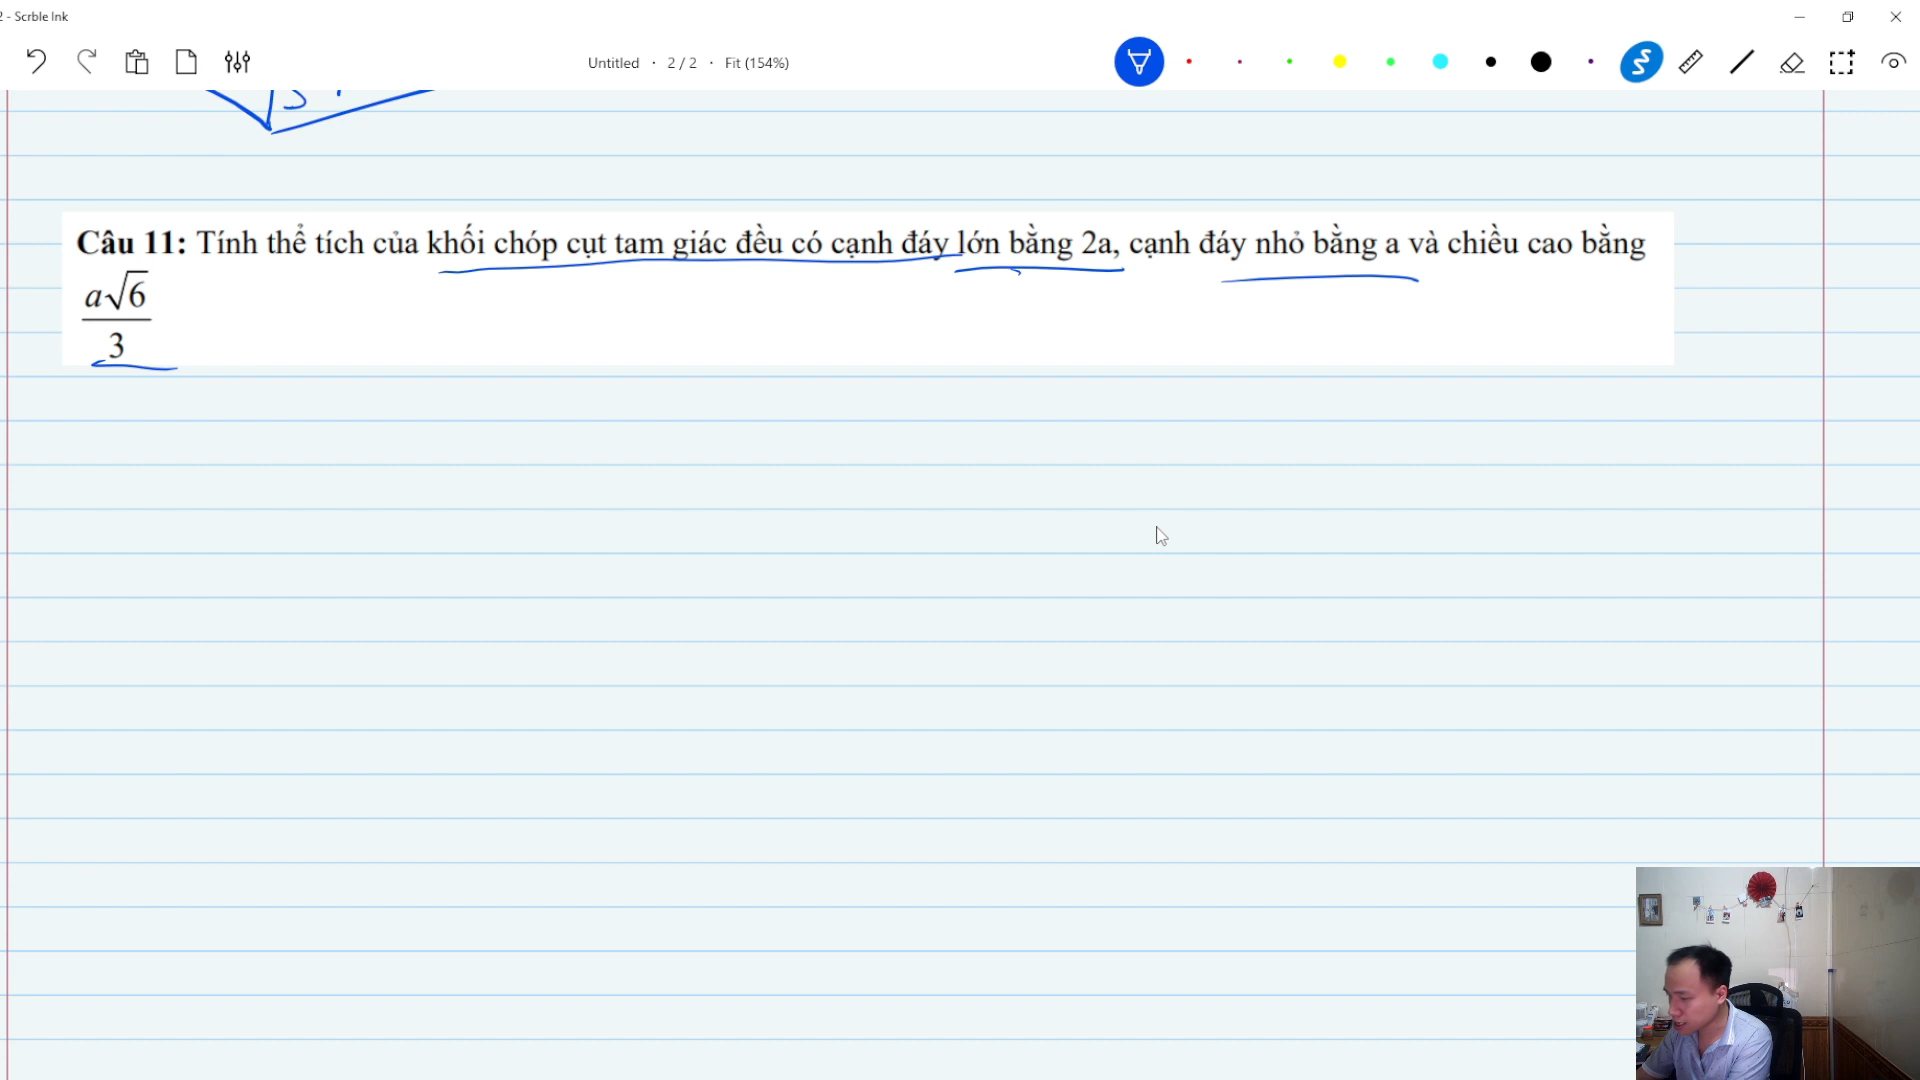 2 - Scrble Ink
Untitled · 2 / 2 · Fit (154%)
Câu 11: Tính thể tích của khối chóp cụt tam giác đều có cạnh đáy lớn bằng 2a, cạnh đáy nhỏ bằng a và chiều cao bằng
a√6
3